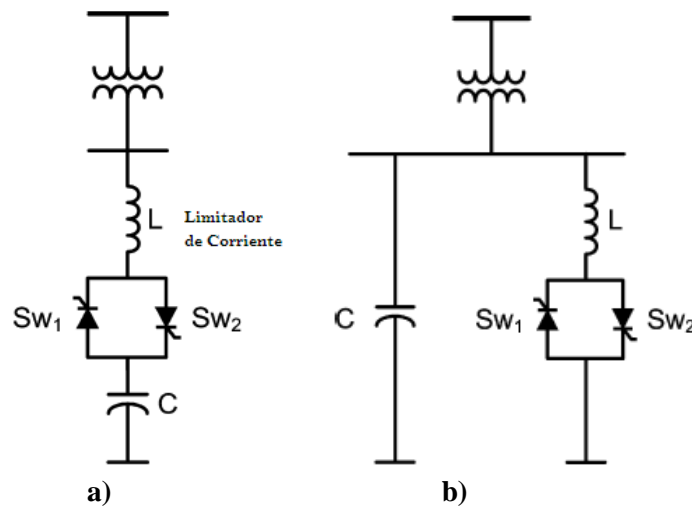 L
Limitador
de Corriente
Sw1
Sw2
C
a)
L
C
Sw1
Sw2
b)